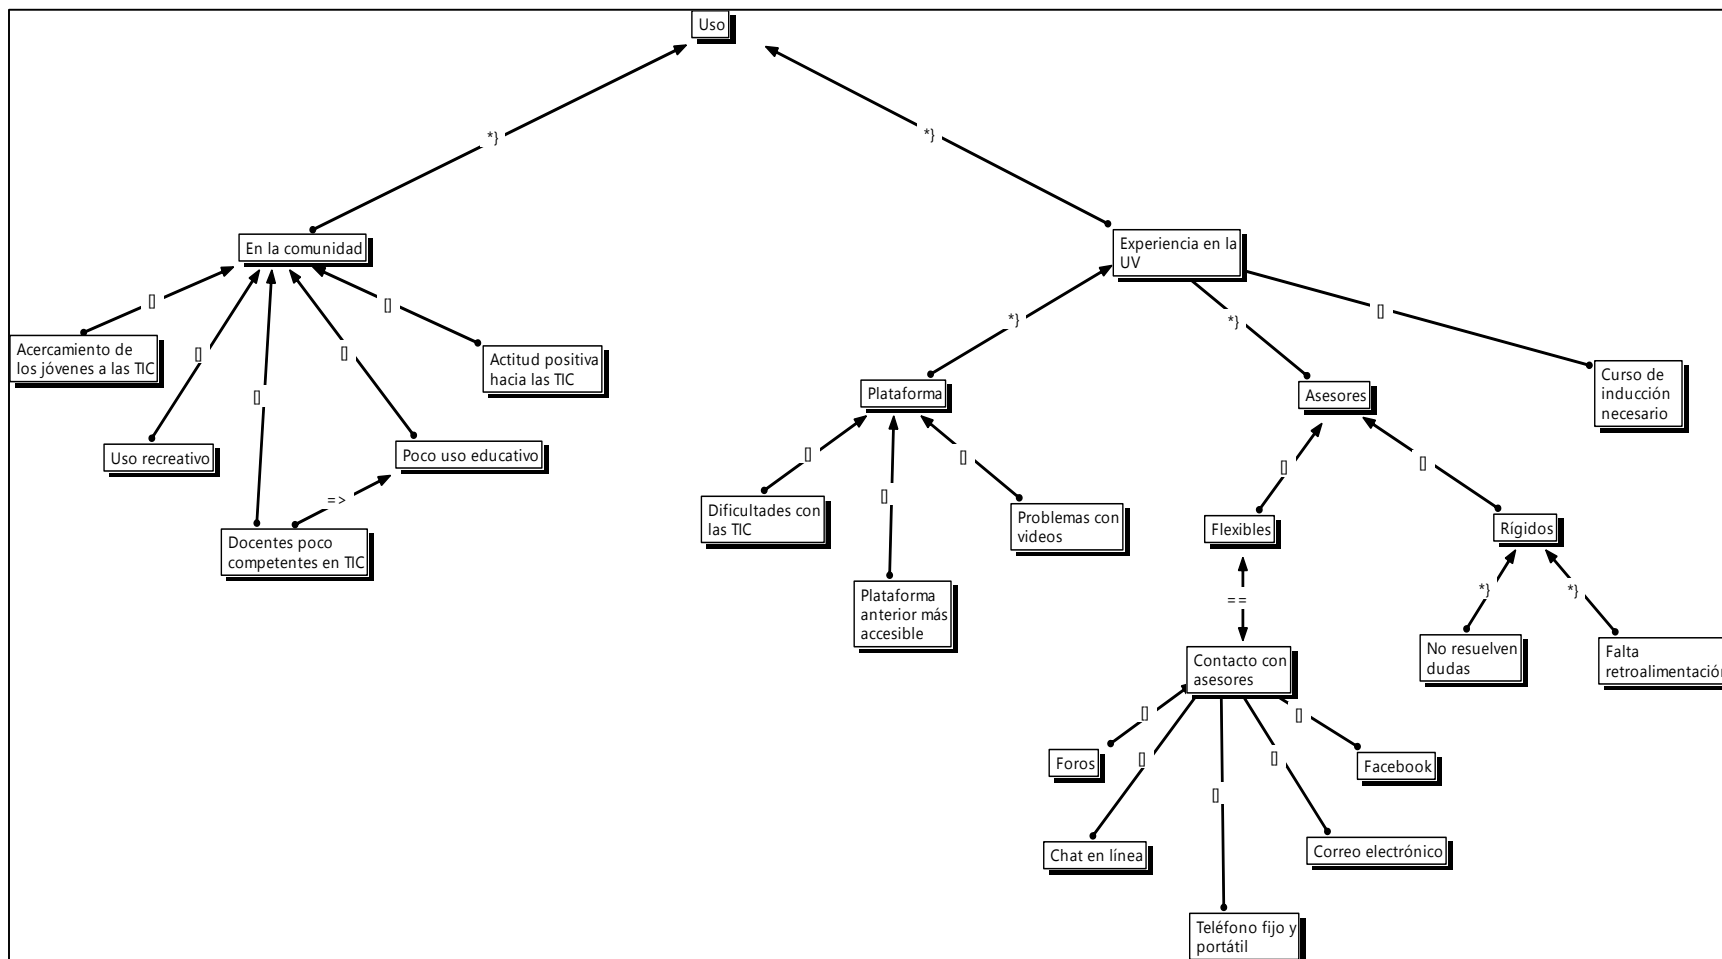 Uso
*}
*}
En la comunidad
Experiencia en la
UV
[]
[]
[]
[]
[]
*}
*}
[]
Acercamiento de
los jóvenes a las TIC
Actitud positiva
hacia las TIC
Uso recreativo
Poco uso educativo
=>
Docentes poco
competentes en TIC
Plataforma
Asesores
Curso de
inducción
necesario
[]
[]
[]
[]
[]
Dificultades con
las TIC
Problemas con
videos
Plataforma
anterior más
accesible
Flexibles
Rígidos
==
*}
*}
No resuelven
dudas
Falta
retroalimentación
Contacto con
asesores
[]
[]
[]
[]
[]
Foros
Facebook
Chat en línea
Correo electrónico
Teléfono fijo y
portátil